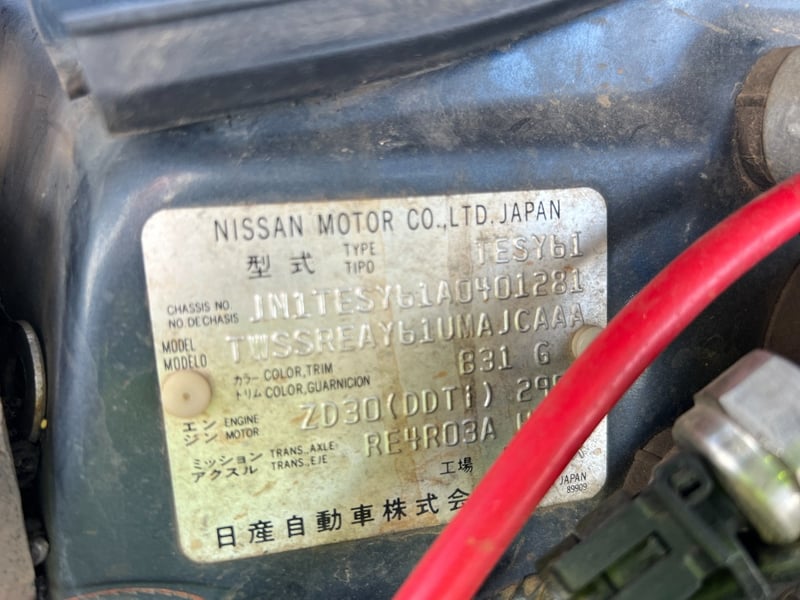 NISSAN MOTOR CO.,LTD. JAPAN
型式 TYPE TIPO TESY61
CHASSIS NO. NO. DE CHASIS JN1TESY61A0401281
MODEL MODELO TWSSREAY61UMAJCAAA
カラー COLOR,TRIM トリム COLOR,GUARNICION B31 G
エンジン ENGINE MOTOR ZD30(DDTi)
ミッション アクスル TRANS.,AXLE TRANS.,EJE RE4R03A
工場
JAPAN
89909
日産自動車株式会